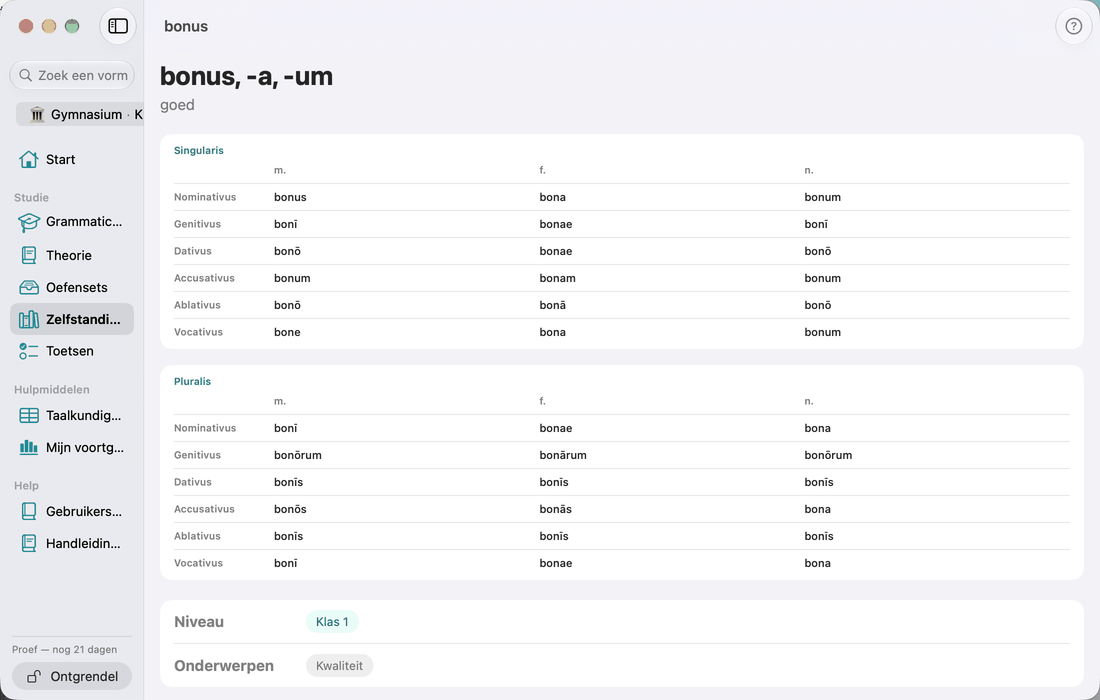 bonus
Zoek een vorm
Gymnasium · K
Start
Studie
Grammatic...
Theorie
Oefensets
Zelfstandi...
Toetsen
Hulpmiddelen
Taalkundig...
Mijn voortg...
Help
Gebruikers...
Handleidin...
Proef — nog 21 dagen
Ontgrendel
bonus, -a, -um
goed
Singularis
m. f. n.
Nominativus bonus bona bonum
Genitivus bonī bonae bonī
Dativus bonō bonae bonō
Accusativus bonum bonam bonum
Ablativus bonō bonā bonō
Vocativus bone bona bonum
Pluralis
m. f. n.
Nominativus bonī bonae bona
Genitivus bonōrum bonārum bonōrum
Dativus bonīs bonīs bonīs
Accusativus bonōs bonās bona
Ablativus bonīs bonīs bonīs
Vocativus bonī bonae bona
Niveau Klas 1
Onderwerpen Kwaliteit